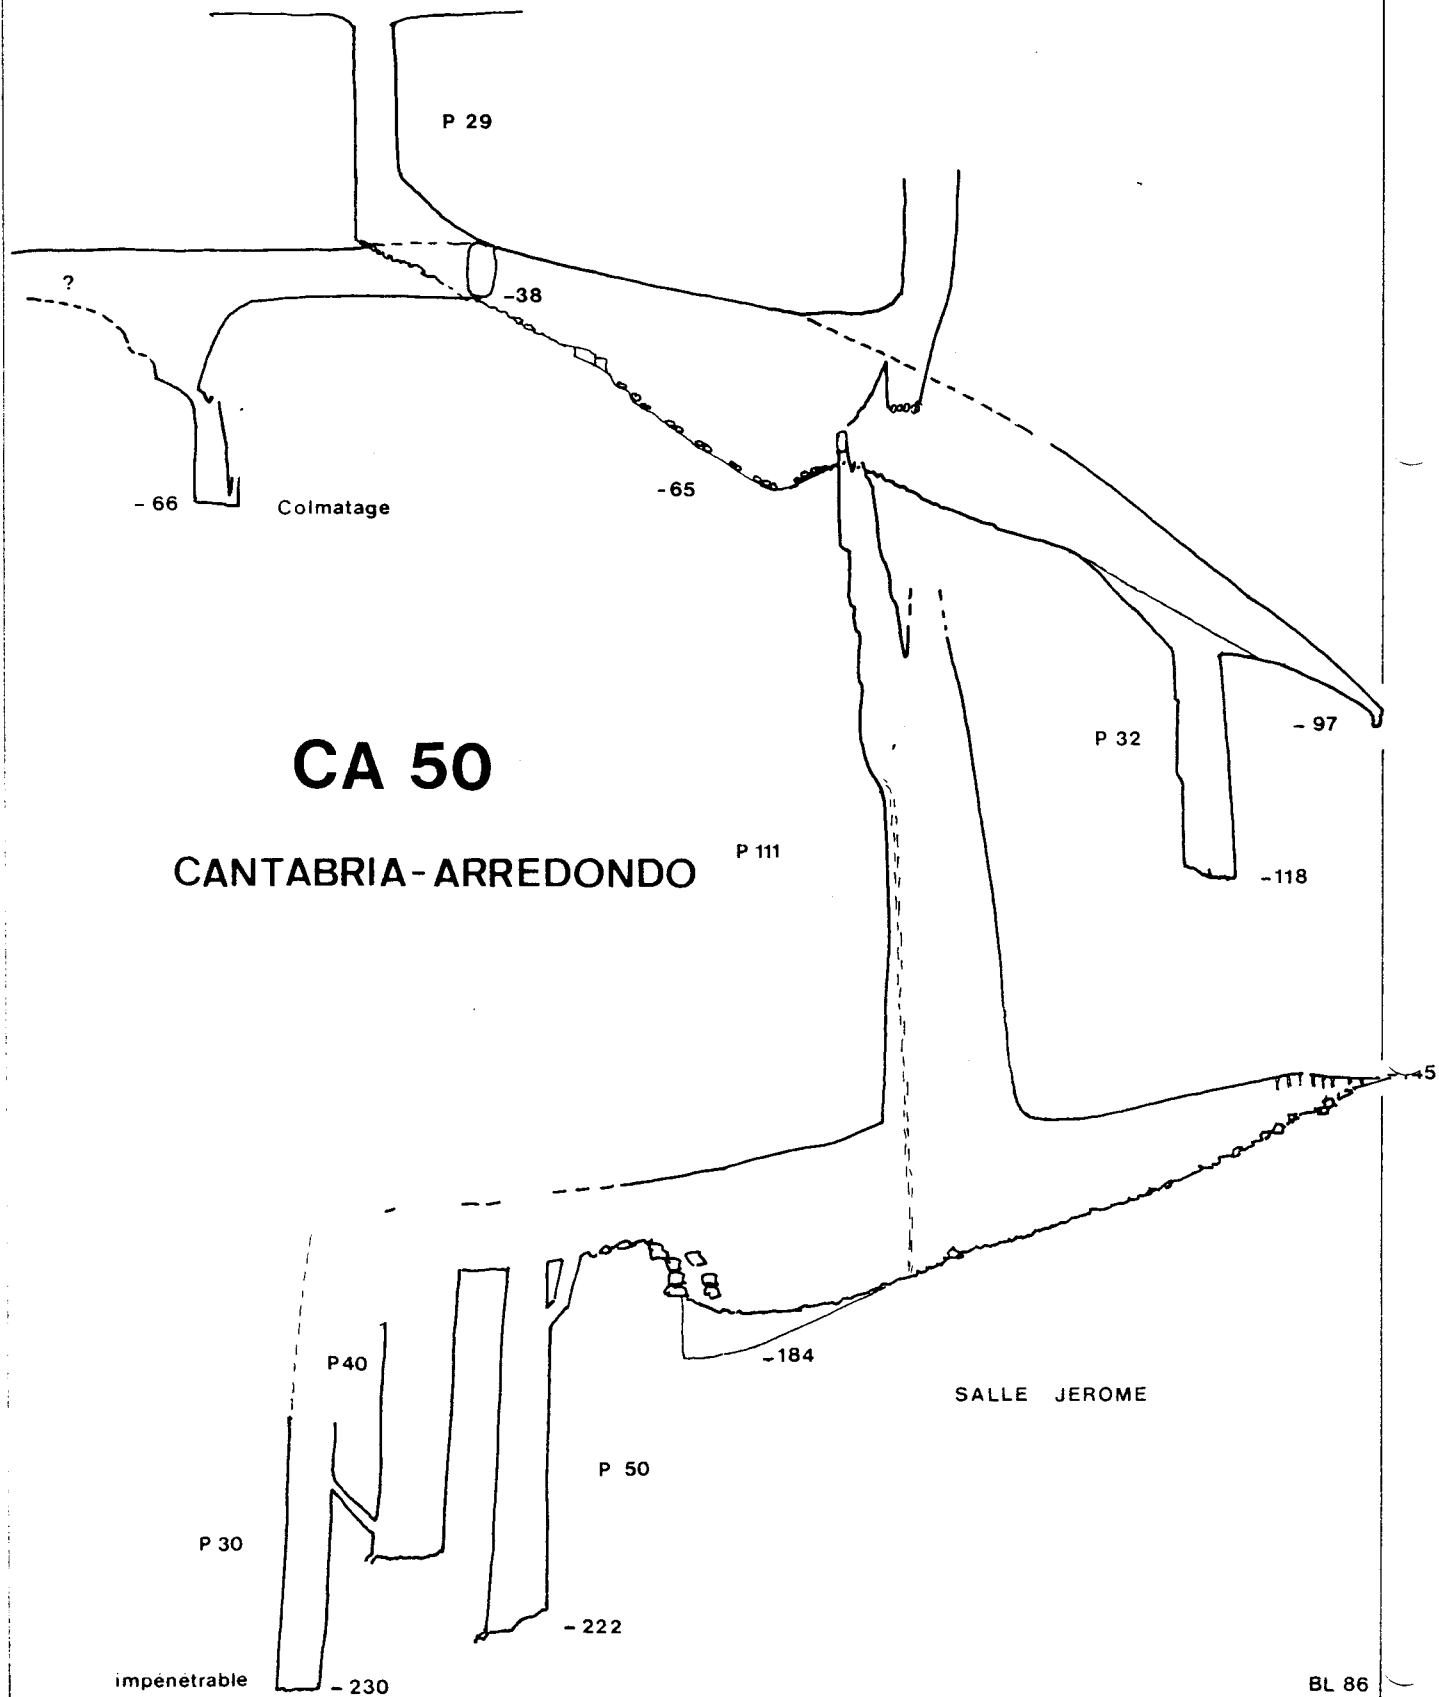 P 29
?
-38
-66
Colmatage
-65
-97
P 32
CA 50
CANTABRIA-ARREDONDO
P 111
-118
-184
P40
SALLE JEROME
P 50
P 30
-222
impénétrable
-230
BL 86